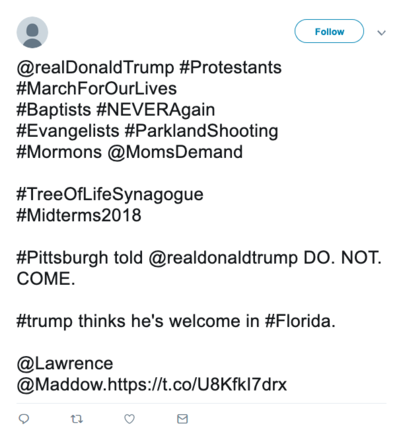 Follow
@realDonaldTrump #Protestants
#MarchForOurLives
#Baptists #NEVERAgain
#Evangelists #ParklandShooting
#Mormons @MomsDemand
#TreeOfLifeSynagogue
#Midterms2018
#Pittsburgh told @realdonaldtrump DO. NOT.
COME.
#trump thinks he's welcome in #Florida.
@Lawrence
@Maddow.https://t.co/U8KfkI7drx